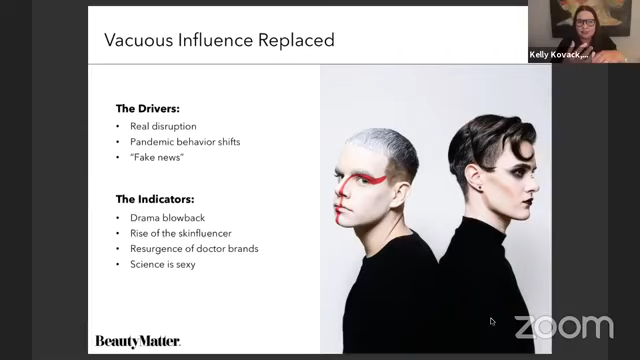 Vacuous Influence Replaced
Kelly Kovack,...
The Drivers:
• Real disruption
• Pandemic behavior shifts
• "Fake news"
The Indicators:
• Drama blowback
• Rise of the skinfluencer
• Resurgence of doctor brands
• Science is sexy
BeautyMatter.
zoom